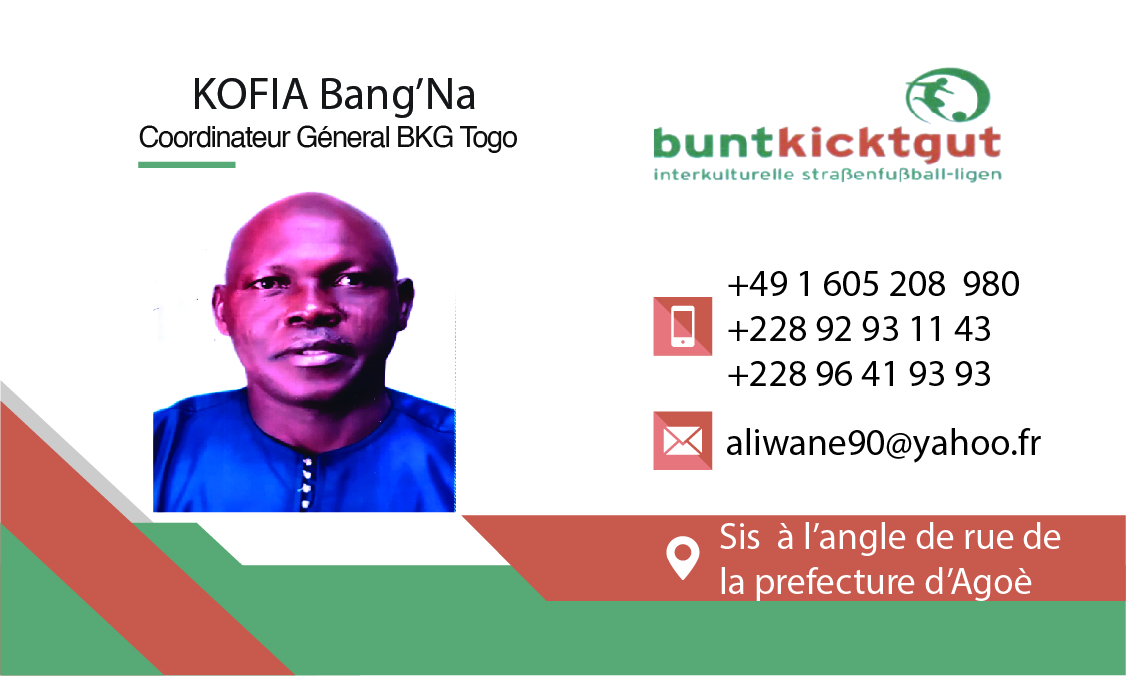 KOFIA Bang’Na
Coordinateur Géneral BKG Togo
buntkicktgut
interkulturelle straßenfußball-ligen
+49 1 605 208  980
+228 92 93 11 43
+228 96 41 93 93
aliwane90@yahoo.fr
Sis  à l’angle de rue de
la prefecture d’Agoè